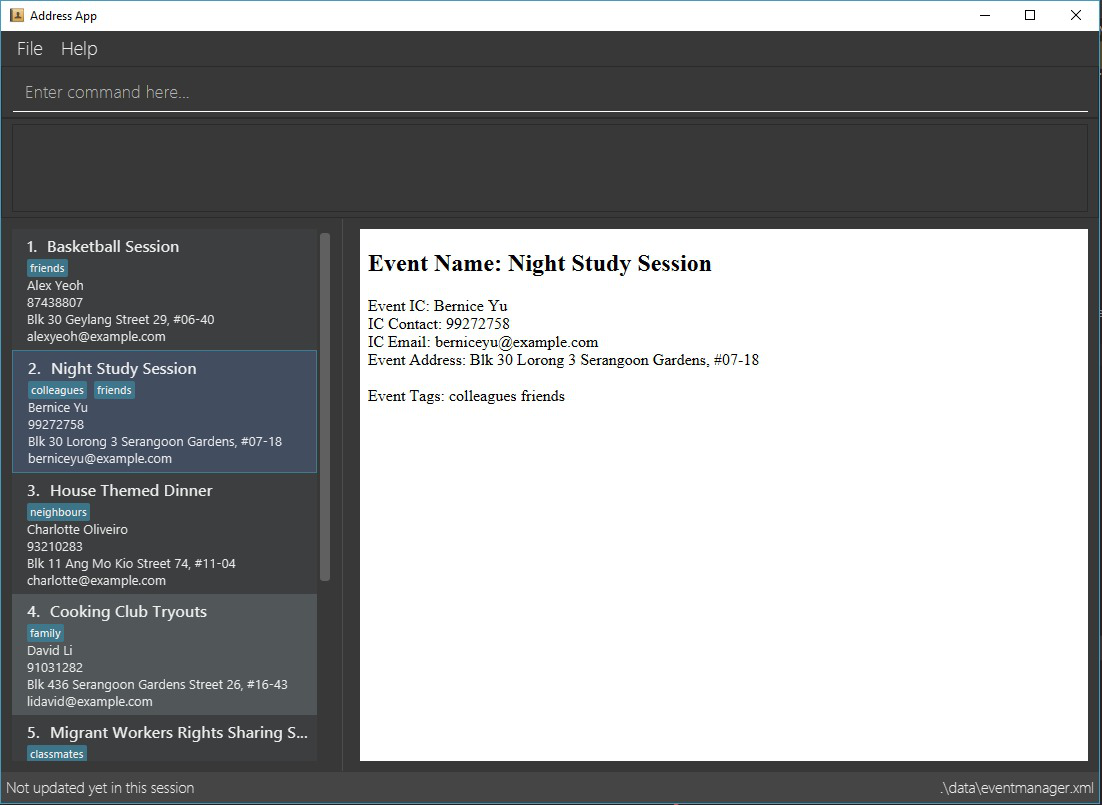 Address App
File Help
Enter command here...
1. Basketball Session
friends
Alex Yeoh
87438807
Blk 30 Geylang Street 29, #06-40
alexyeoh@example.com
2. Night Study Session
colleagues friends
Bernice Yu
99272758
Blk 30 Lorong 3 Serangoon Gardens, #07-18
berniceyu@example.com
3. House Themed Dinner
neighbours
Charlotte Oliveiro
93210283
Blk 11 Ang Mo Kio Street 74, #11-04
charlotte@example.com
4. Cooking Club Tryouts
family
David Li
91031282
Blk 436 Serangoon Gardens Street 26, #16-43
lidavid@example.com
5. Migrant Workers Rights Sharing S...
classmates
Event Name: Night Study Session
Event IC: Bernice Yu
IC Contact: 99272758
IC Email: berniceyu@example.com
Event Address: Blk 30 Lorong 3 Serangoon Gardens, #07-18
Event Tags: colleagues friends
Not updated yet in this session
.\data\eventmanager.xml